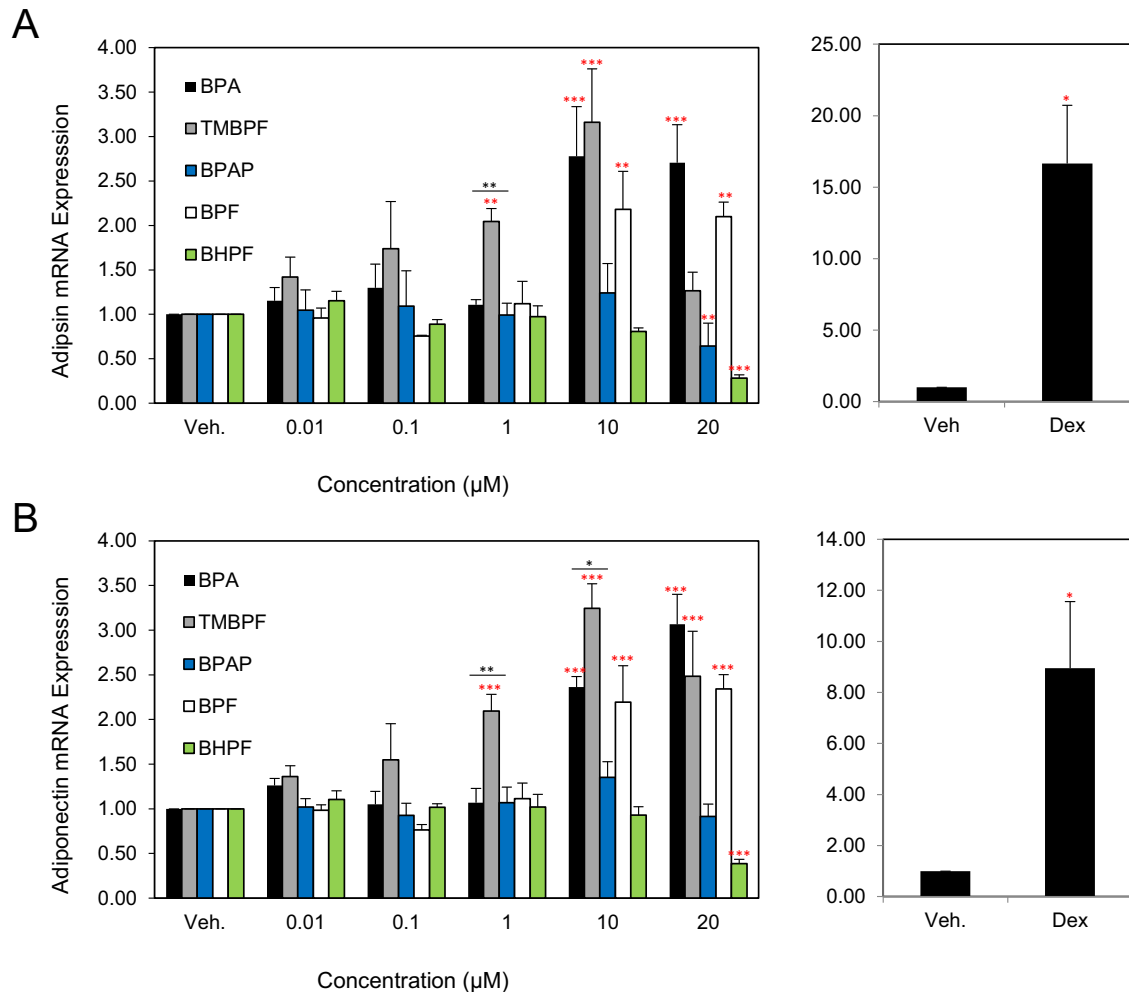 A
Adipsin mRNA Expresssion
4.00
3.50
3.00
2.50
2.00
1.50
1.00
0.50
0.00
BPA
TMBPF
BPAP
BPF
BHPF
**
**
***
***
**
***
**
**
***
Veh. 0.01 0.1 1 10 20
Concentration (µM)
25.00
20.00
15.00
10.00
5.00
0.00
*
Veh Dex
B
Adiponectin mRNA Expresssion
4.00
3.50
3.00
2.50
2.00
1.50
1.00
0.50
0.00
BPA
TMBPF
BPAP
BPF
BHPF
**
***
*
***
***
***
***
***
***
***
Veh. 0.01 0.1 1 10 20
Concentration (µM)
14.00
12.00
10.00
8.00
6.00
4.00
2.00
0.00
*
Veh. Dex